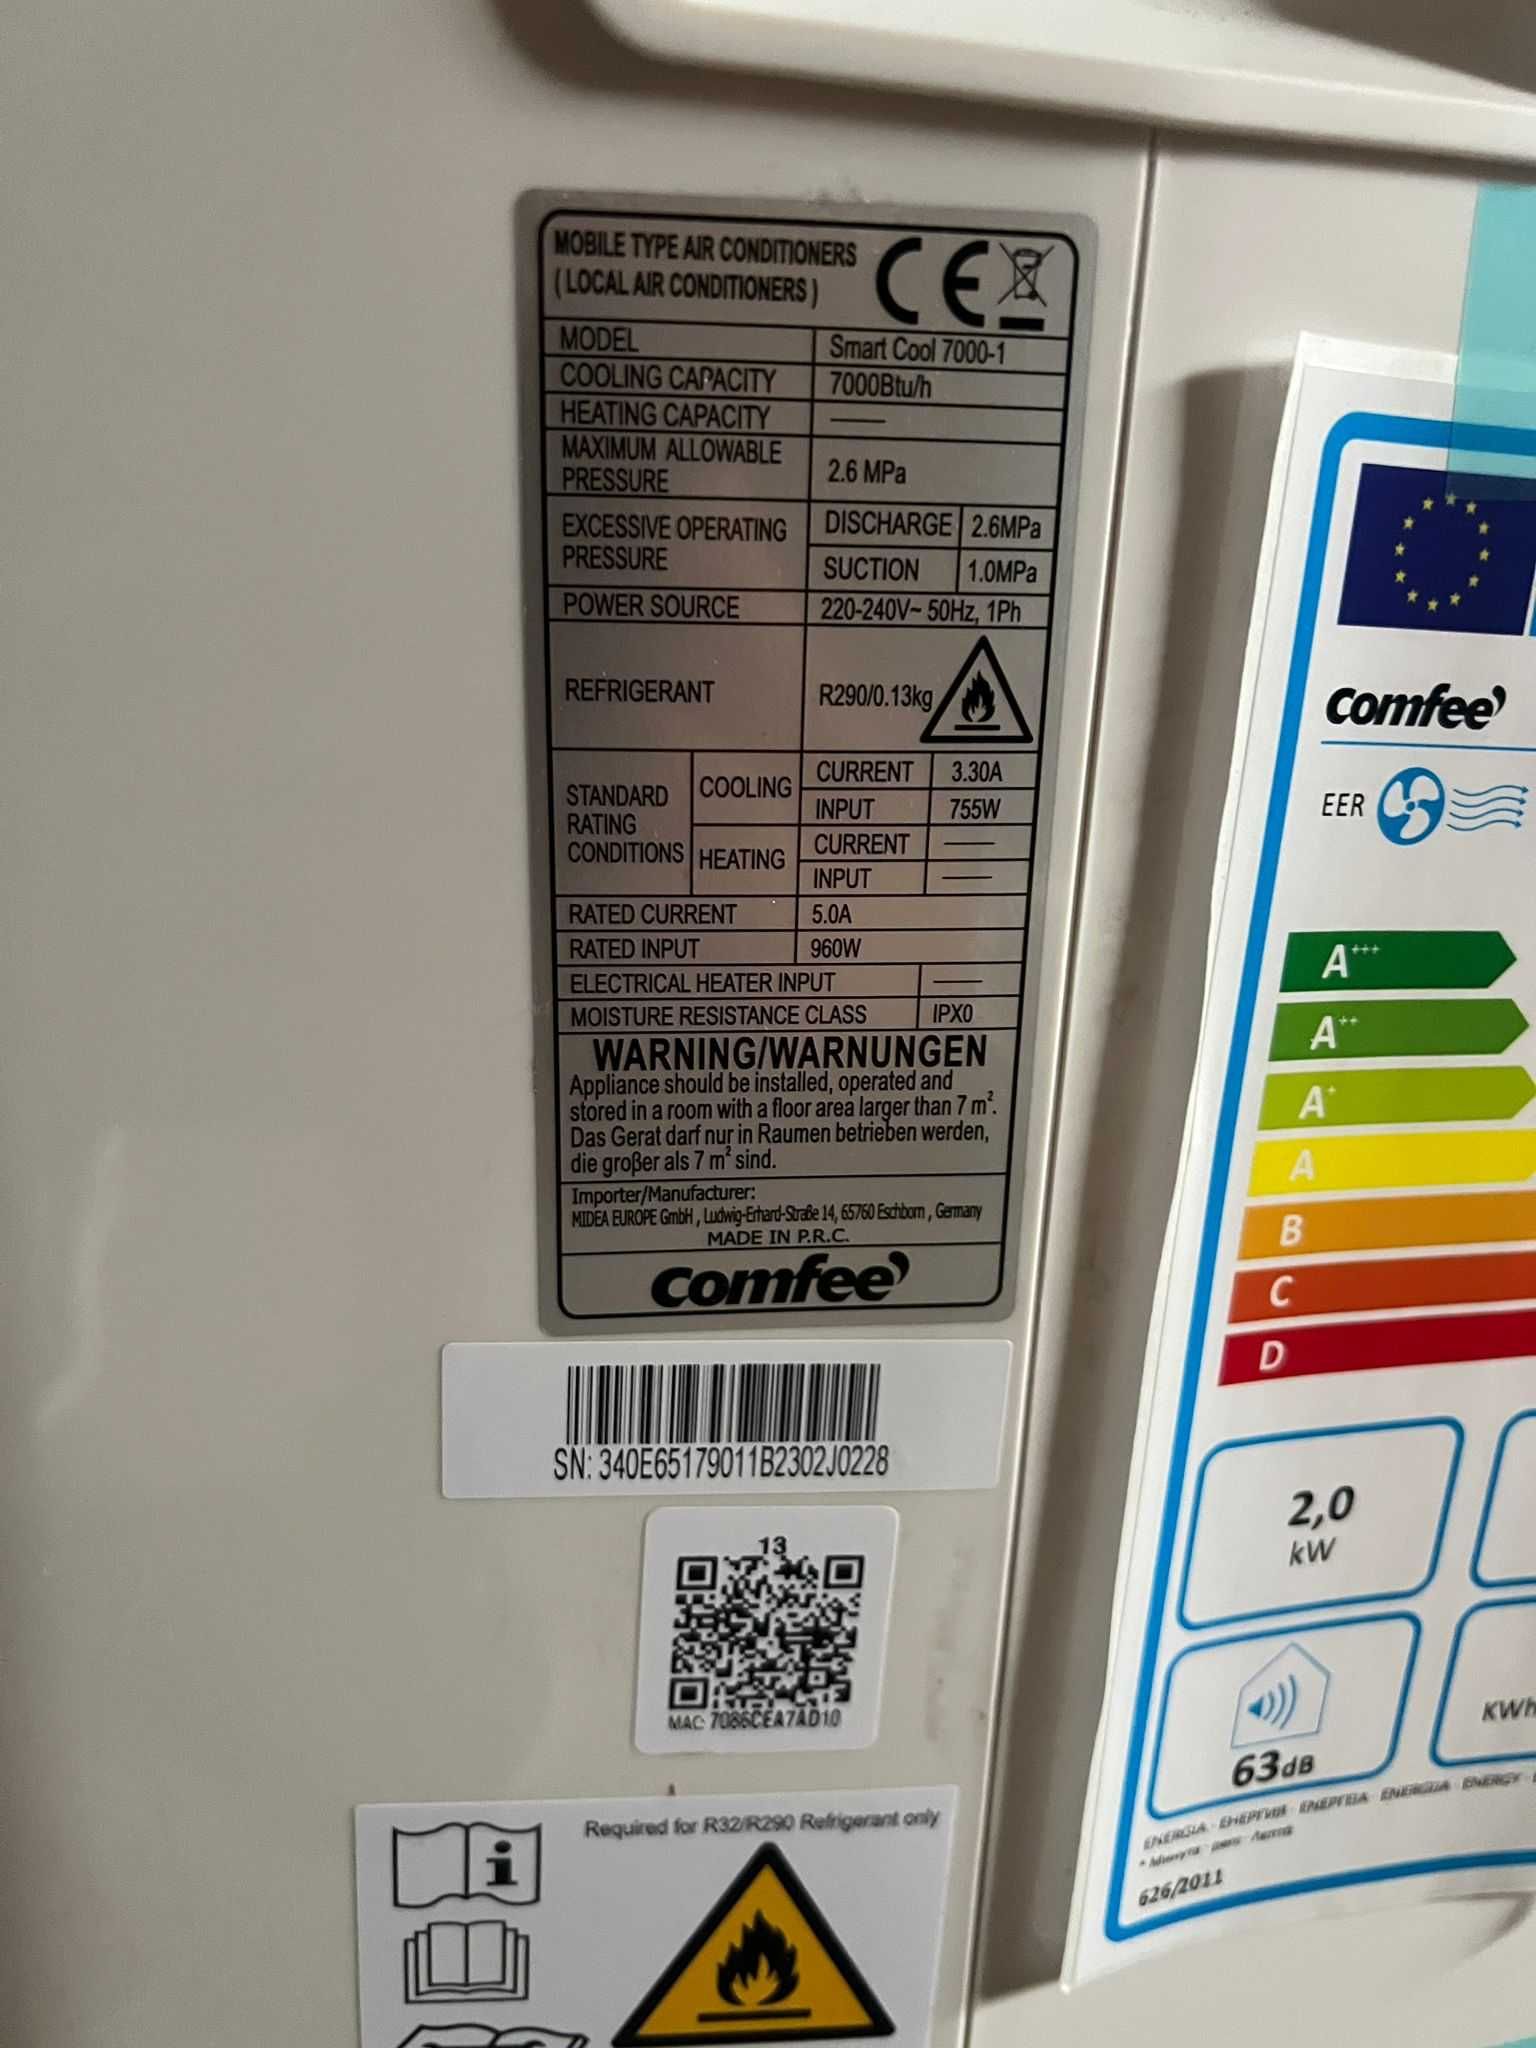 MOBILE TYPE AIR CONDITIONERS
( LOCAL AIR CONDITIONERS )
CE
MODEL Smart Cool 7000-1
COOLING CAPACITY 7000Btu/h
HEATING CAPACITY ——
MAXIMUM ALLOWABLE
PRESSURE 2.6 MPa
EXCESSIVE OPERATING
PRESSURE
DISCHARGE 2.6MPa
SUCTION 1.0MPa
POWER SOURCE 220-240V~ 50Hz, 1Ph
REFRIGERANT R290/0.13kg
STANDARD
RATING
CONDITIONS
COOLING
CURRENT 3.30A
INPUT 755W
HEATING
CURRENT ——
INPUT ——
RATED CURRENT 5.0A
RATED INPUT 960W
ELECTRICAL HEATER INPUT ——
MOISTURE RESISTANCE CLASS IPX0
WARNING/WARNUNGEN
Appliance should be installed, operated and
stored in a room with a floor area larger than 7 m².
Das Gerat darf nur in Raumen betrieben werden,
die großer als 7 m² sind.
Importer/Manufacturer:
MIDEA EUROPE GmbH , Ludwig-Erhard-Straße 14, 65760 Eschborn , Germany
MADE IN P.R.C.
comfee'
SN: 340E65179011B2302J0228
13
MAC: 7086CEA7AD10
Required for R32/R290 Refrigerant only
i
comfee'
EER
A+++
A++
A+
A
B
C
D
2,0
kW
63dB
KWh
ENERGIA · ЕНЕРГИЯ · ΕΝΕΡΓΕΙΑ · ENERGIJA · ENERGY ·
626/2011